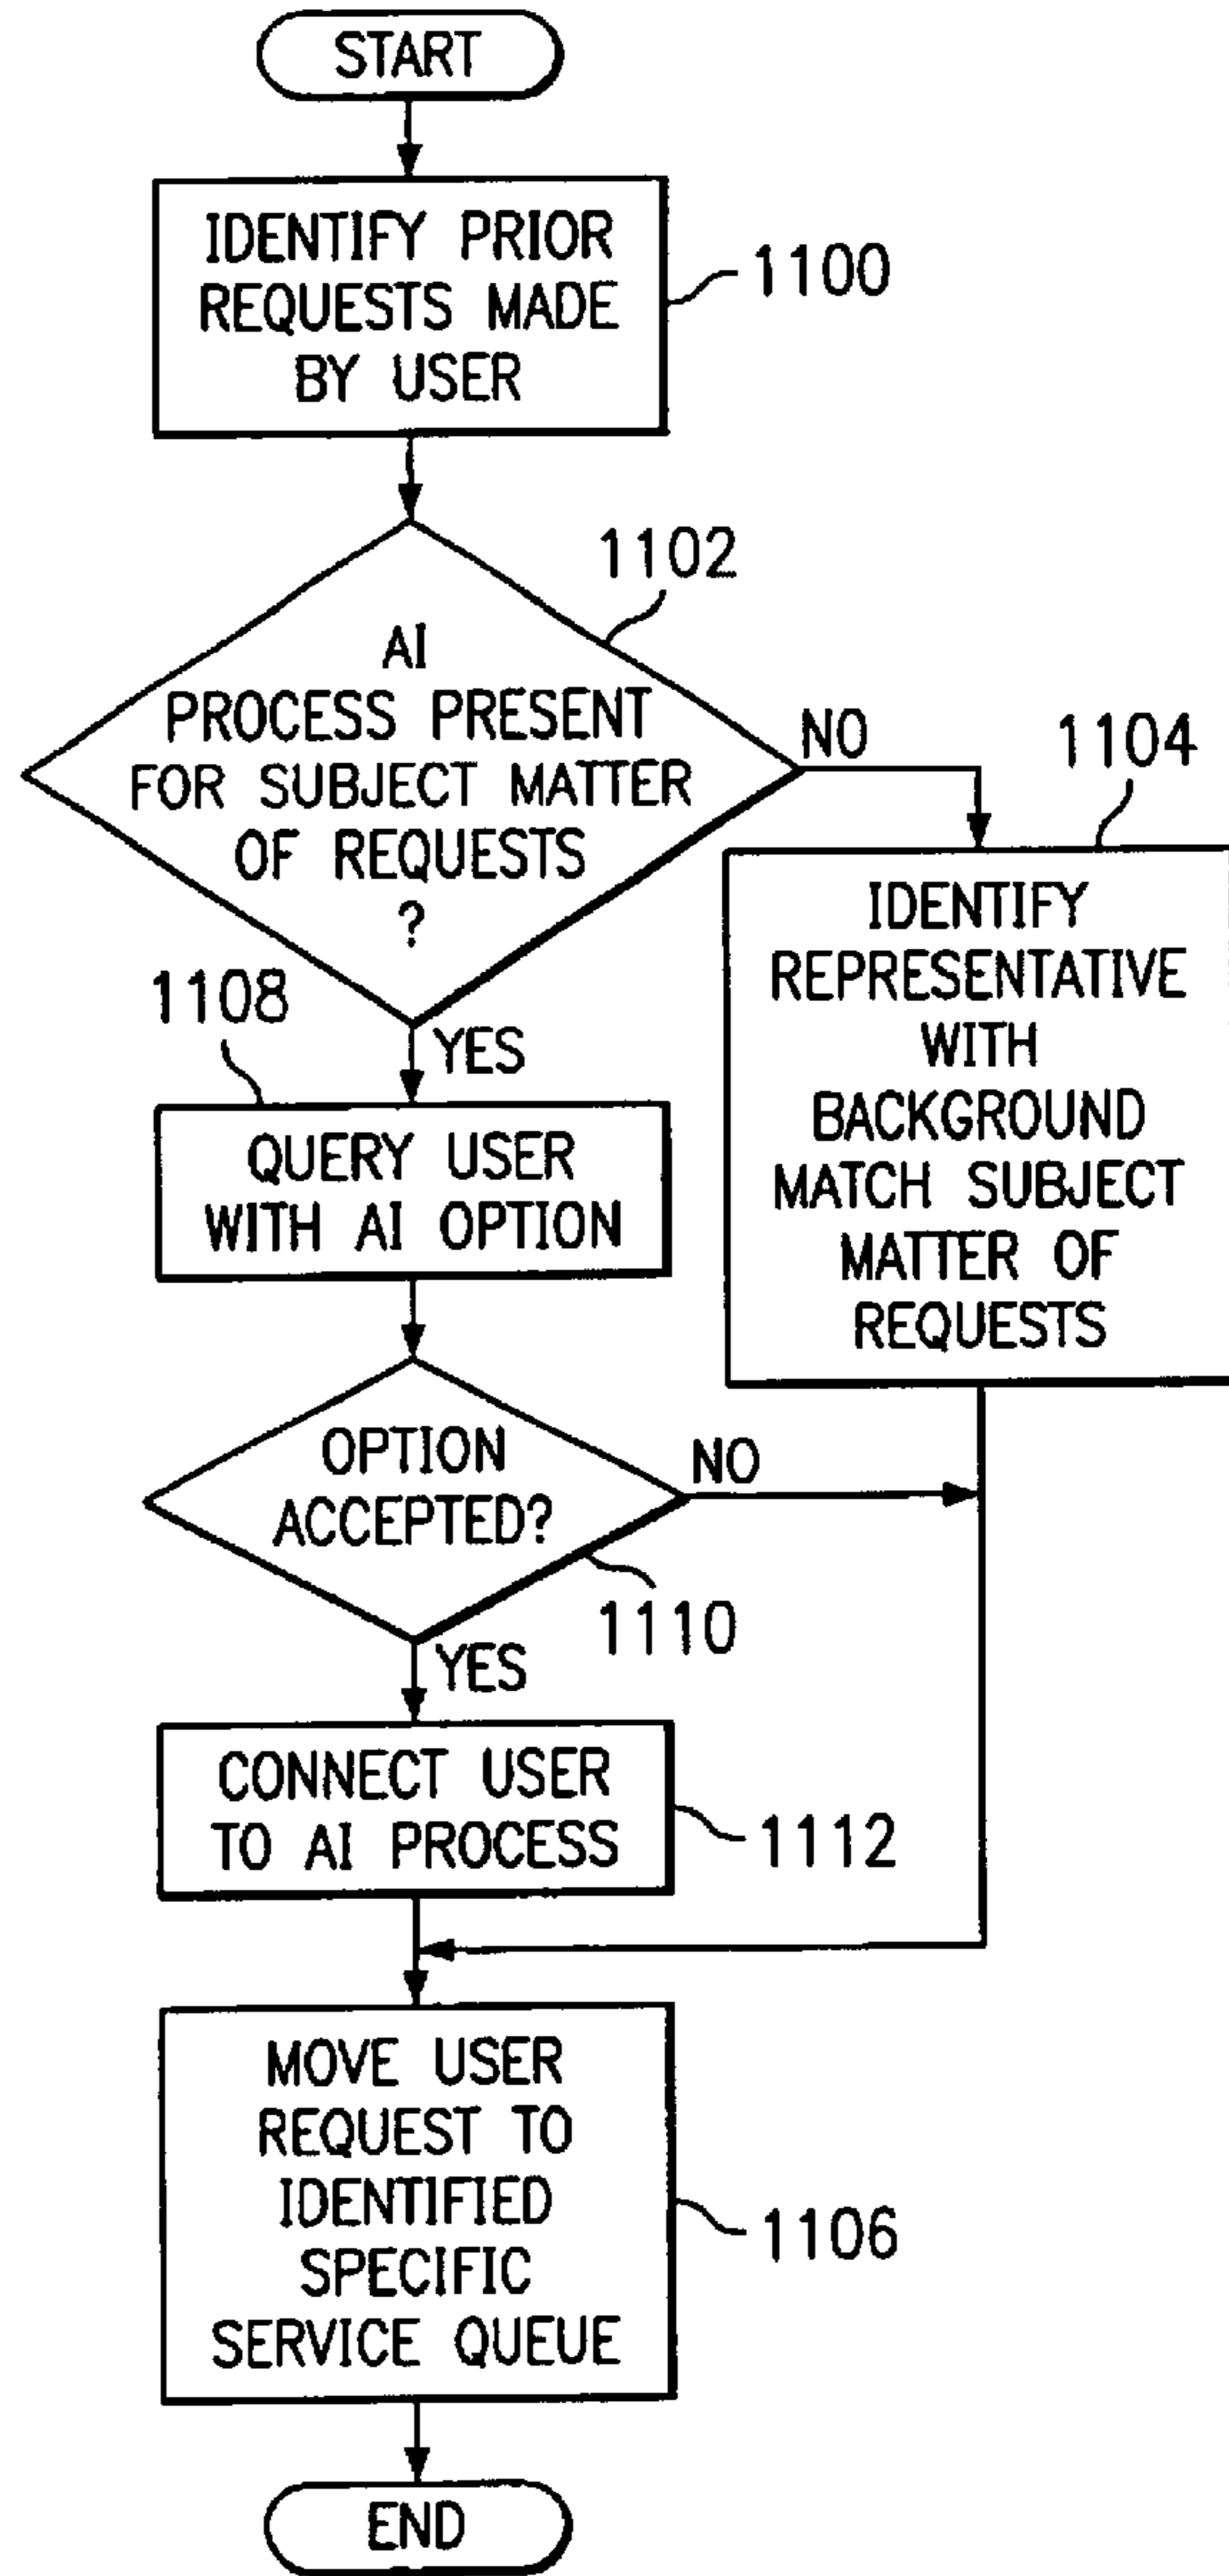 START
IDENTIFY PRIOR
REQUESTS MADE
BY USER
1100
1102
AI
PROCESS PRESENT
FOR SUBJECT MATTER
OF REQUESTS
?
NO
1104
IDENTIFY
REPRESENTATIVE
WITH
BACKGROUND
MATCH SUBJECT
MATTER OF
REQUESTS
YES
1108
QUERY USER
WITH AI OPTION
OPTION
ACCEPTED?
NO
1110
YES
CONNECT USER
TO AI PROCESS
1112
MOVE USER
REQUEST TO
IDENTIFIED
SPECIFIC
SERVICE QUEUE
1106
END